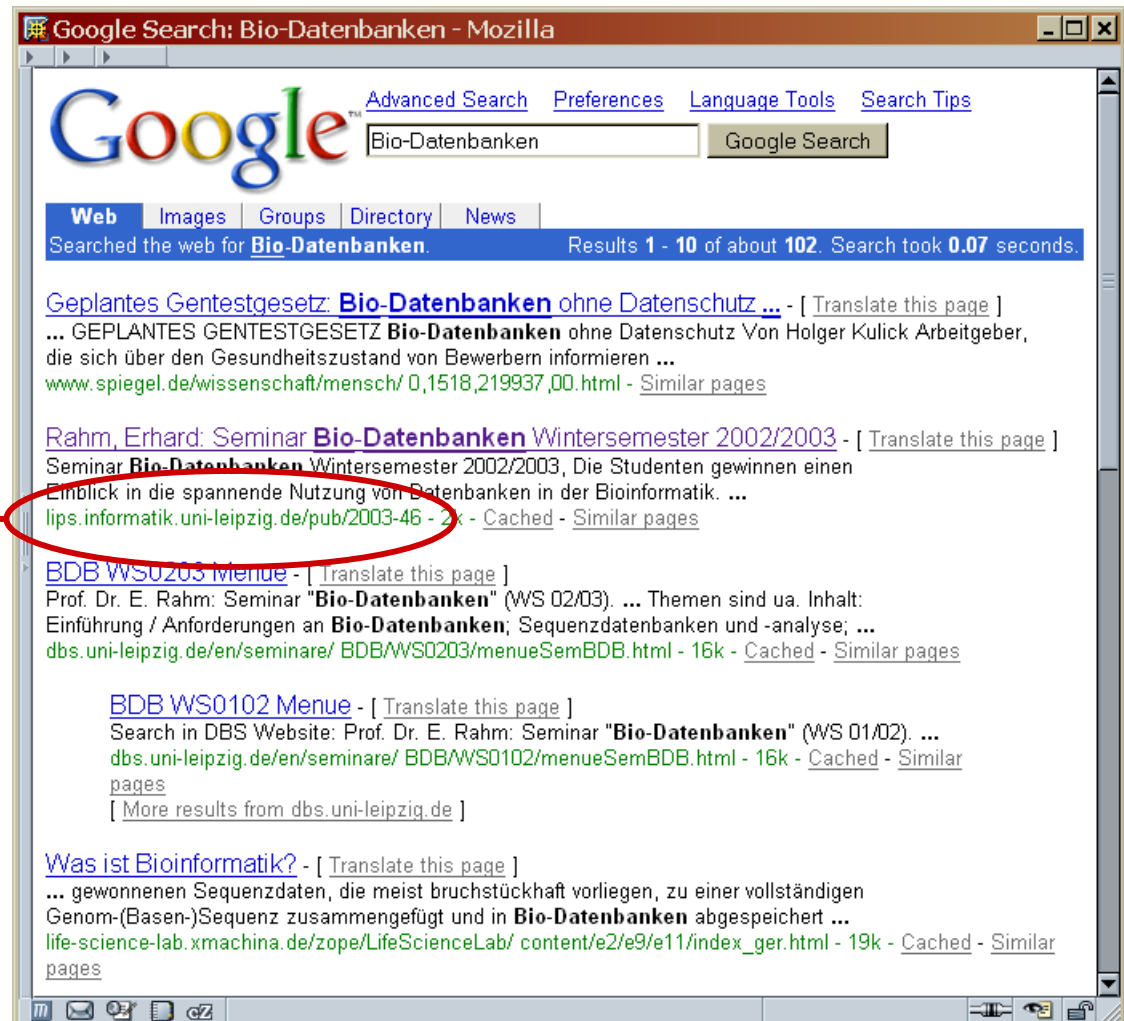 Google Search: Bio-Datenbanken - Mozilla
Google™
Advanced Search Preferences Language Tools Search Tips
Bio-Datenbanken Google Search
Web Images Groups Directory News
Searched the web for Bio-Datenbanken. Results 1 - 10 of about 102. Search took 0.07 seconds.
Geplantes Gentestgesetz: Bio-Datenbanken ohne Datenschutz ... - [ Translate this page ]
... GEPLANTES GENTESTGESETZ Bio-Datenbanken ohne Datenschutz Von Holger Kulick Arbeitgeber,
die sich über den Gesundheitszustand von Bewerbern informieren ...
www.spiegel.de/wissenschaft/mensch/ 0,1518,219937,00.html - Similar pages
Rahm, Erhard: Seminar Bio-Datenbanken Wintersemester 2002/2003 - [ Translate this page ]
Seminar Bio-Datenbanken Wintersemester 2002/2003, Die Studenten gewinnen einen
Einblick in die spannende Nutzung von Datenbanken in der Bioinformatik. ...
lips.informatik.uni-leipzig.de/pub/2003-46 - 2k - Cached - Similar pages
BDB WS0203 Menue - [ Translate this page ]
Prof. Dr. E. Rahm: Seminar "Bio-Datenbanken" (WS 02/03). ... Themen sind ua. Inhalt:
Einführung / Anforderungen an Bio-Datenbanken; Sequenzdatenbanken und -analyse; ...
dbs.uni-leipzig.de/en/seminare/ BDB/WS0203/menueSemBDB.html - 16k - Cached - Similar pages
BDB WS0102 Menue - [ Translate this page ]
Search in DBS Website: Prof. Dr. E. Rahm: Seminar "Bio-Datenbanken" (WS 01/02). ...
dbs.uni-leipzig.de/en/seminare/ BDB/WS0102/menueSemBDB.html - 16k - Cached - Similar
pages
[ More results from dbs.uni-leipzig.de ]
Was ist Bioinformatik? - [ Translate this page ]
... gewonnenen Sequenzdaten, die meist bruchstückhaft vorliegen, zu einer vollständigen
Genom-(Basen-)Sequenz zusammengefügt und in Bio-Datenbanken abgespeichert ...
life-science-lab.xmachina.de/zope/LifeScienceLab/ content/e2/e9/e11/index_ger.html - 19k - Cached - Similar
pages